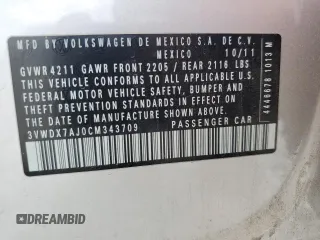 MFD. BY VOLKSWAGEN DE MEXICO S.A. DE C.V.
MEXICO 10/11
GVWR 4211 GAWR FRONT 2205 / REAR 2116 LBS
THIS VEHICLE CONFORMS TO ALL APPLICABLE
FEDERAL MOTOR VEHICLE SAFETY, BUMPER AND
THEFT PREVENTION STANDARDS IN EFFECT ON
THE DATE OF MANUFACTURE SHOWN ABOVE.
3VWDX7AJ0CM343709
PASSENGER CAR
4446678 1013 M
DREAMBID